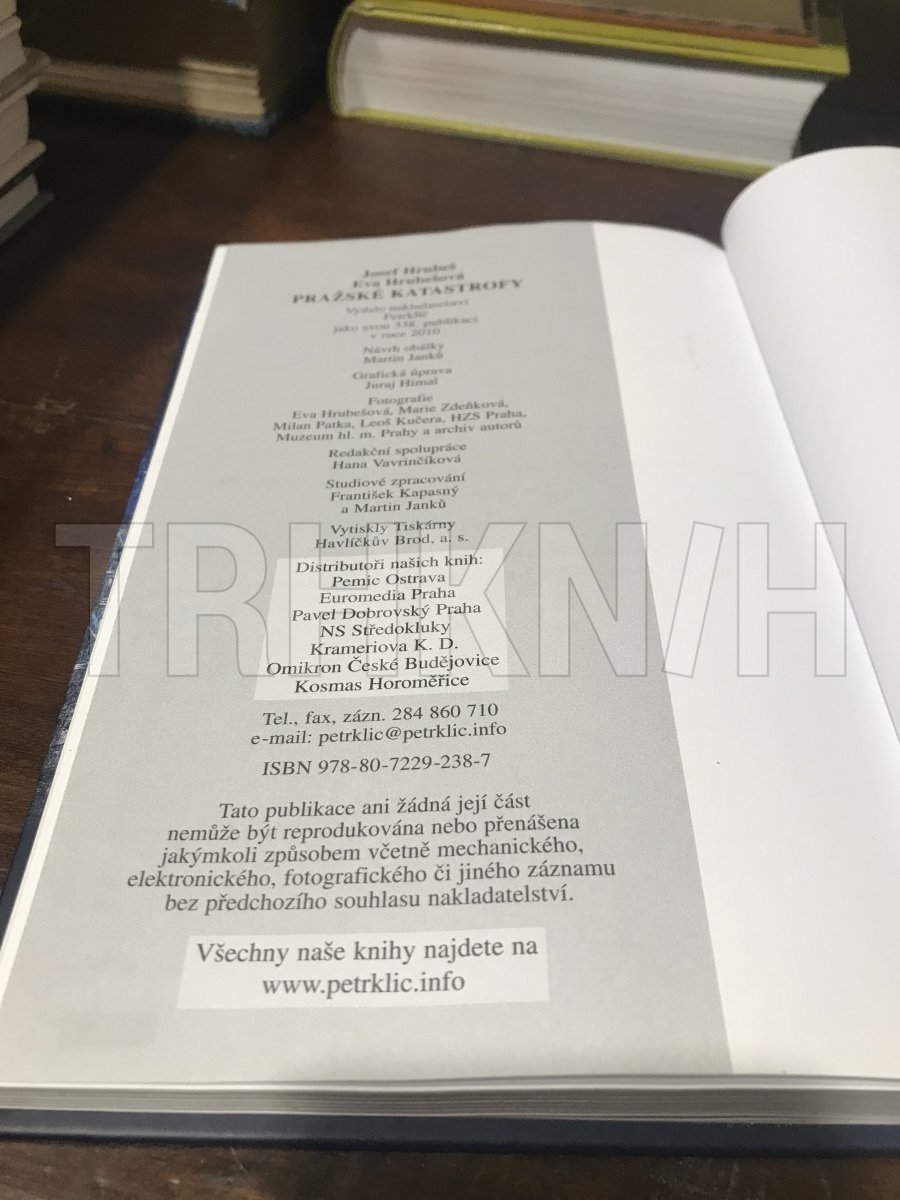 Josef Hrubeš
Eva Hrubešová
PRAŽSKÉ KATASTROFY
Vydalo nakladatelství
Petrklíč
jako svou 338. publikaci
v roce 2010
Návrh obálky
Martin Janků
Grafická úprava
Juraj Himal
Fotografie
Eva Hrubešová, Marie Zdeňková,
Milan Patka, Leoš Kučera, HZS Praha,
Muzeum hl. m. Prahy a archiv autorů
Redakční spolupráce
Hana Vavrinčíková
Studiové zpracování
František Kapasný
a Martin Janků
Vytiskly Tiskárny
Havlíčkův Brod, a. s.
Distributoři našich knih:
Pemic Ostrava
Euromedia Praha
Pavel Dobrovský Praha
NS Středokluky
Krameriova K. D.
Omikron České Budějovice
Kosmas Horoměřice
TRHKNIH
Tel., fax, zázn. 284 860 710
e-mail: petrklic@petrklic.info
ISBN 978-80-7229-238-7
Tato publikace ani žádná její část
nemůže být reprodukována nebo přenášena
jakýmkoli způsobem včetně mechanického,
elektronického, fotografického či jiného záznamu
bez předchozího souhlasu nakladatelství.
Všechny naše knihy najdete na
www.petrklic.info